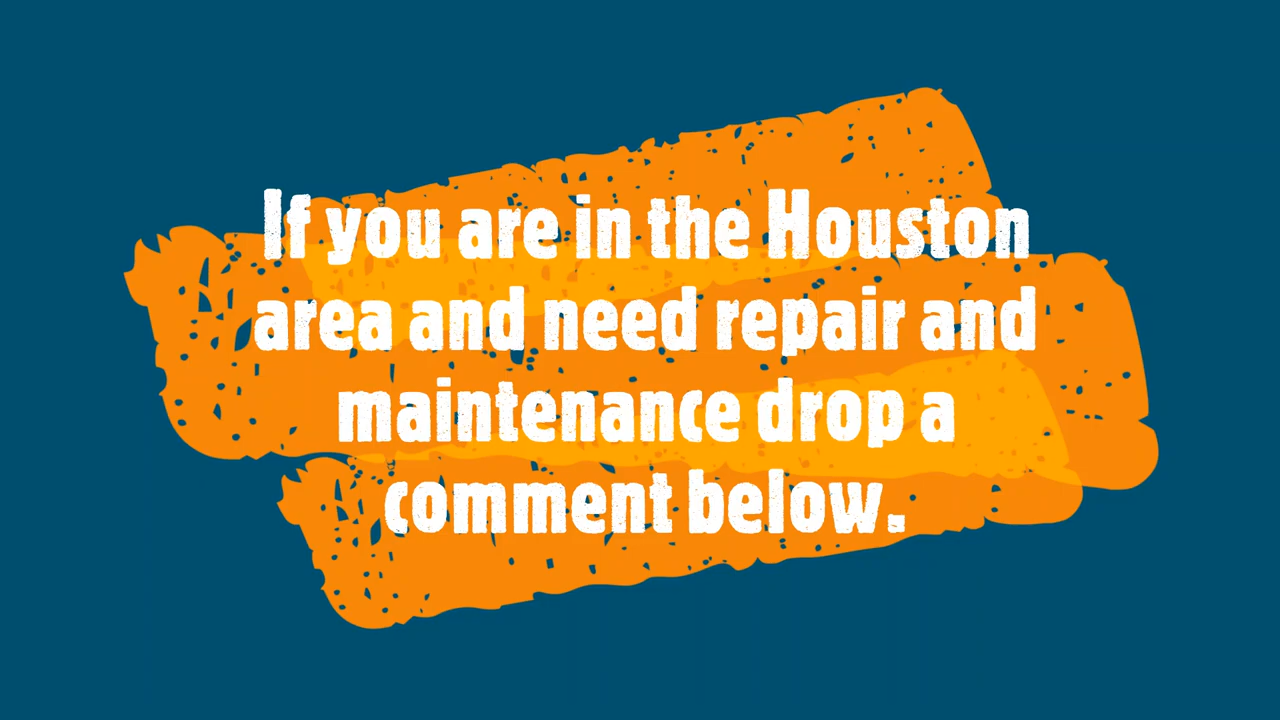 If you are in the Houston
area and need repair and
maintenance drop a
comment below.